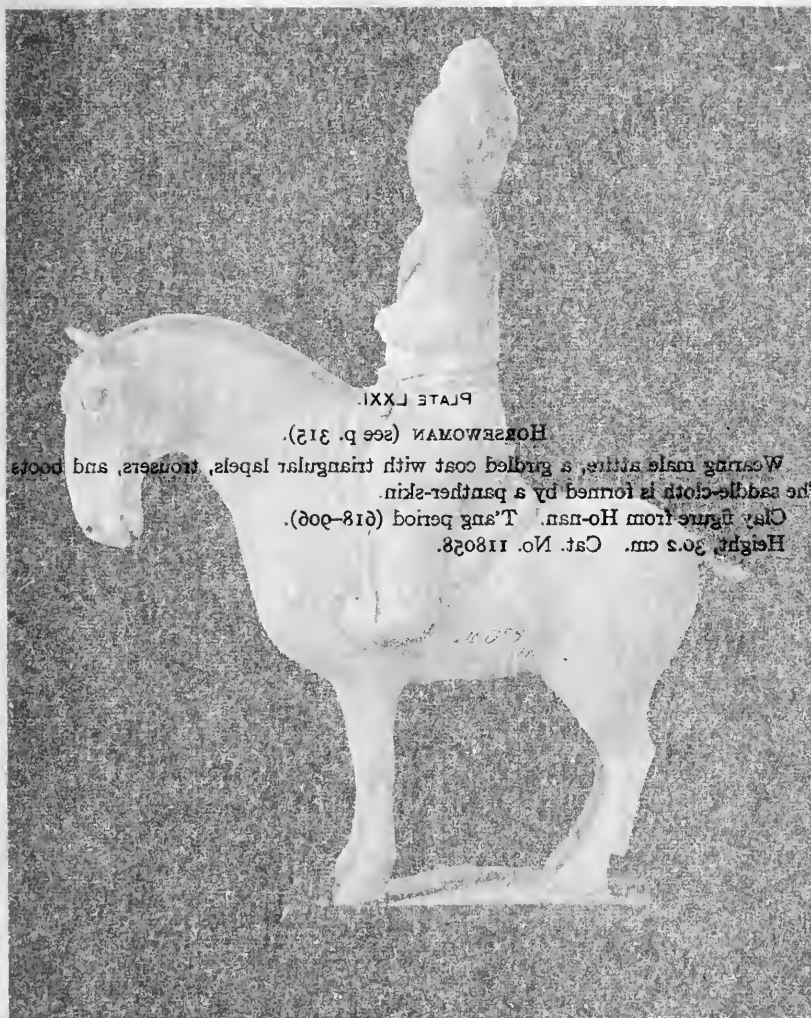 PLATE LXXI.
HORSEWOMAN (see p. 315).
Wearing male attire, a girdled coat with triangular lapels, trousers, and boots.
The saddle-cloth is formed by a panther-skin.
Clay figure from Ho-nan. T'ang period (618-906).
Height, 30.2 cm. Cat. No. 118058.